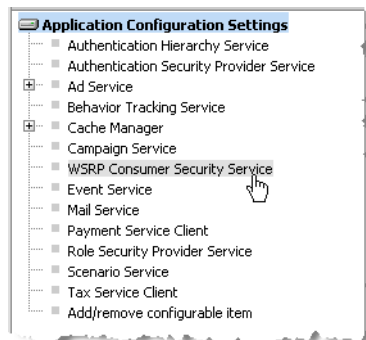 Application Configuration Settings
Authentication Hierarchy Service
Authentication Security Provider Service
Ad Service
Behavior Tracking Service
Cache Manager
Campaign Service
WSRP Consumer Security Service
Event Service
Mail Service
Payment Service Client
Role Security Provider Service
Scenario Service
Tax Service Client
Add/remove configurable item